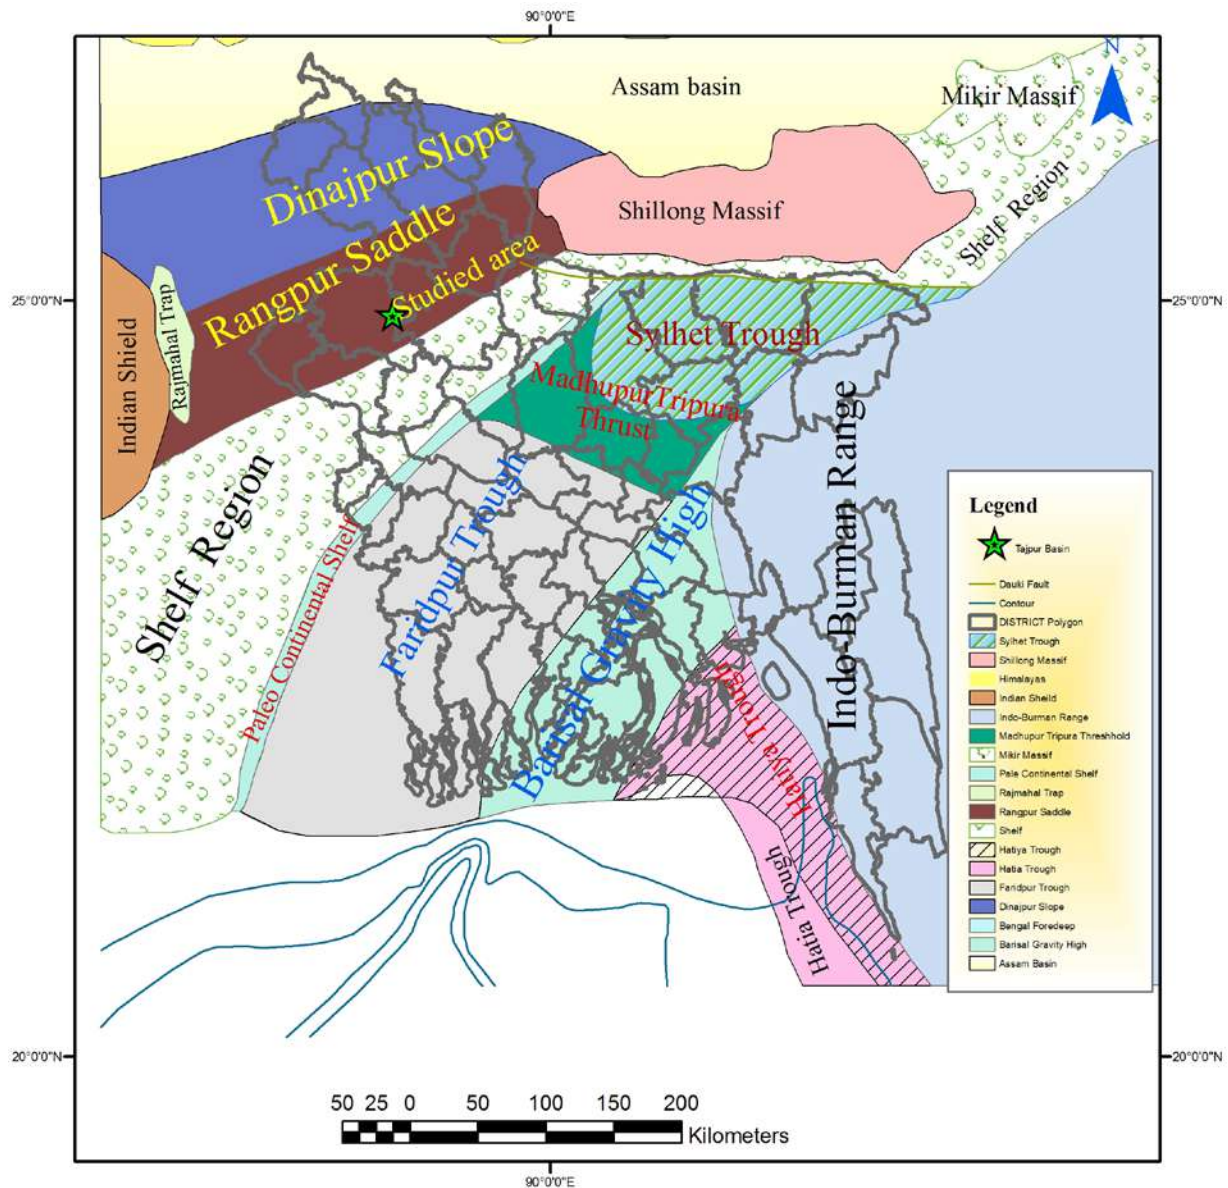 90°0'0"E
N
Assam basin
Mikir Massif
Dinajpur Slope
Shillong Massif
Shelf Region
Rangpur Saddle
Studied area
25°0'0"N
25°0'0"N
Indian Shield
Rajmahal Trap
Sylhet Trough
MadhupurTripura
Thrust
Shelf Region
Paleo Continental Shelf
Faridpur Trough
Barisal Gravity High
Indo-Burman Range
Hatiya Trough
Hatia Trough
Legend
Tajpur Basin
Dauki Fault
Contour
DISTRICT Polygon
Sylhet Trough
Shillong Massif
Himalayas
Indian Sheild
Indo-Burman Range
Madhupur Tripura Threshhold
Mikir Massif
Pale Continental Shelf
Rajmahal Trap
Rangpur Saddle
Shelf
Hatiya Trough
Hatia Trough
Faridpur Trough
Dinajpur Slope
Bengal Foredeep
Barisal Gravity High
Assam Basin
20°0'0"N
20°0'0"N
50 25 0 50 100 150 200
Kilometers
90°0'0"E